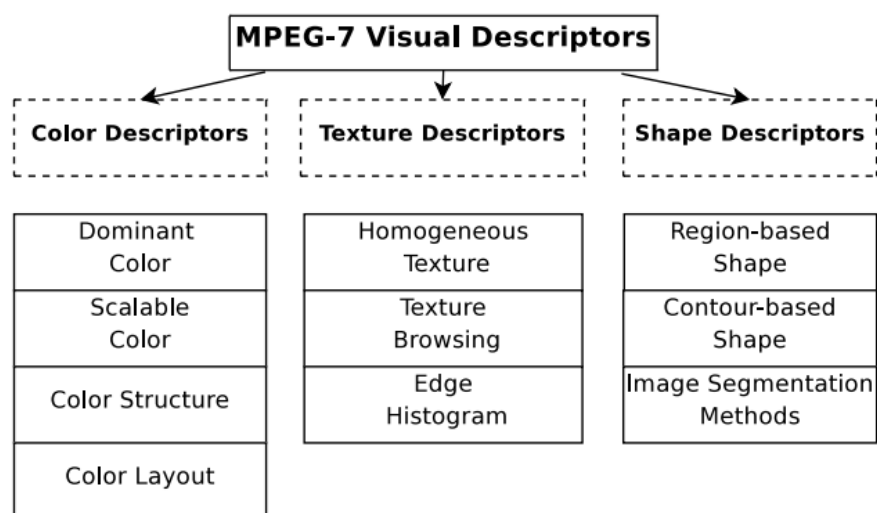 MPEG-7 Visual Descriptors
Color Descriptors
Texture Descriptors
Shape Descriptors
Dominant
Color
Scalable
Color
Color Structure
Color Layout
Homogeneous
Texture
Texture
Browsing
Edge
Histogram
Region-based
Shape
Contour-based
Shape
Image Segmentation
Methods